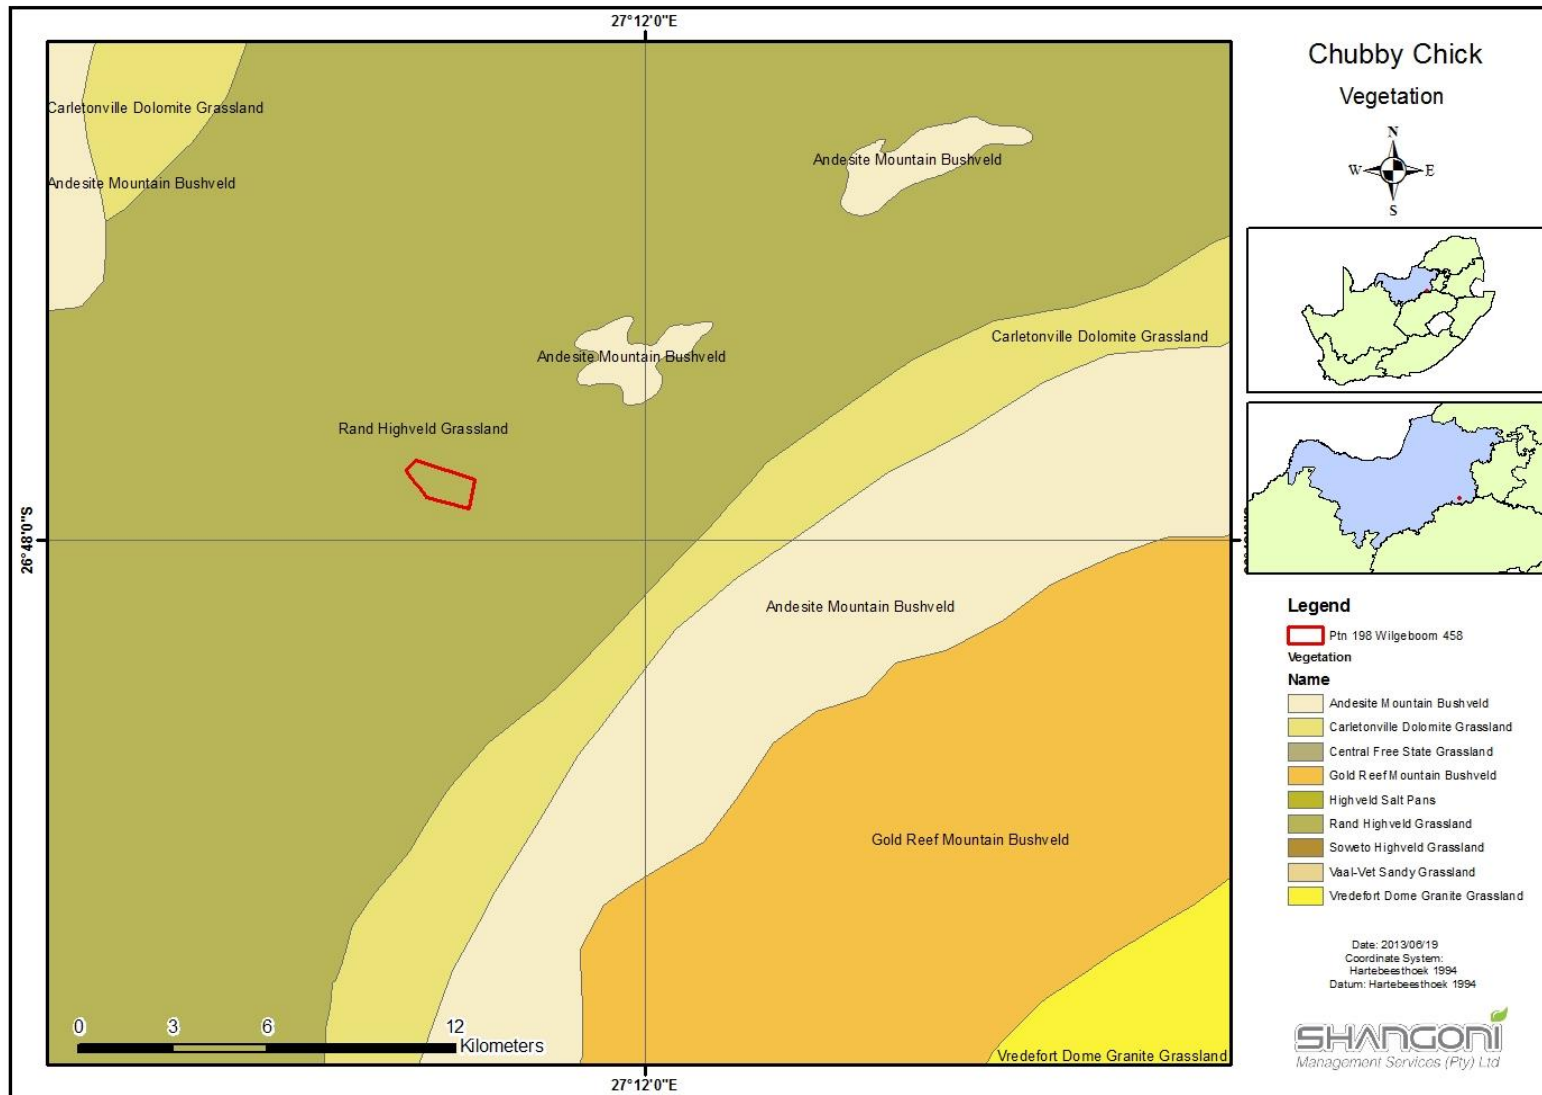 27°12'0"E
Chubby Chick
Vegetation
N
W
E
S
Carletonville Dolomite Grassland
Andesite Mountain Bushveld
Andesite Mountain Bushveld
Carletonville Dolomite Grassland
Andesite Mountain Bushveld
Rand Highveld Grassland
26°48'0"S
Andesite Mountain Bushveld
Gold Reef Mountain Bushveld
Vredefort Dome Granite Grassland
0 3 6 12
Kilometers
27°12'0"E
Legend
Ptn 198 Wilgeboom 458
Vegetation
Name
Andesite Mountain Bushveld
Carletonville Dolomite Grassland
Central Free State Grassland
Gold Reef Mountain Bushveld
Highveld Salt Pans
Rand Highveld Grassland
Soweto Highveld Grassland
Vaal-Vet Sandy Grassland
Vredefort Dome Granite Grassland
Date: 2013/06/19
Coordinate System:
Hartebeesthoek 1994
Datum: Hartebeesthoek 1994
SHANGONI
Management Services (Pty) Ltd